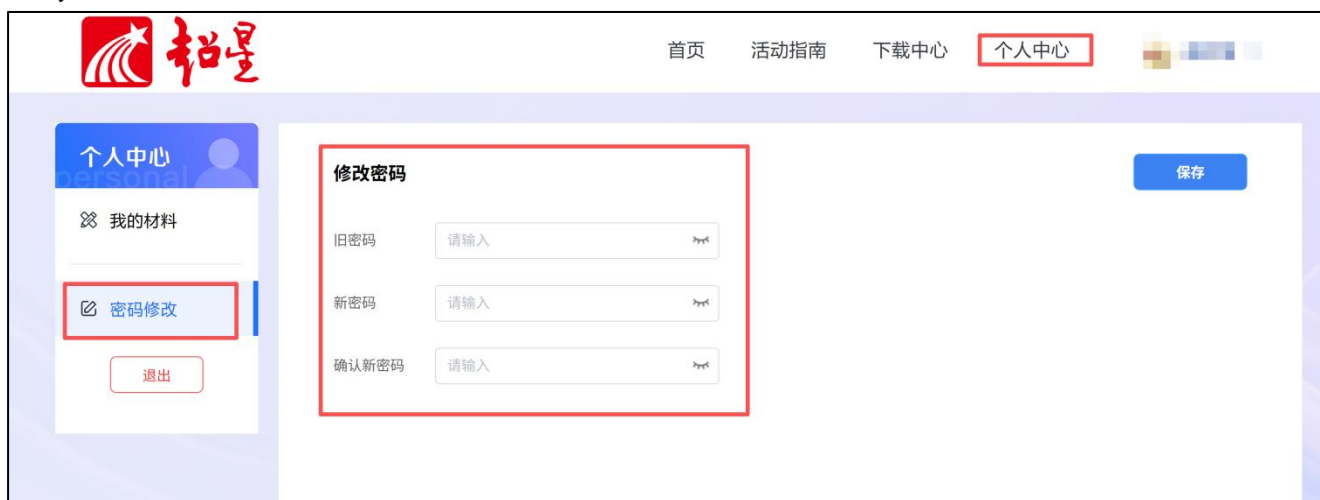 超星
首页 活动指南 下载中心 个人中心
个人中心
personal
我的材料
密码修改
退出
修改密码
保存
旧密码 请输入
新密码 请输入
确认新密码 请输入